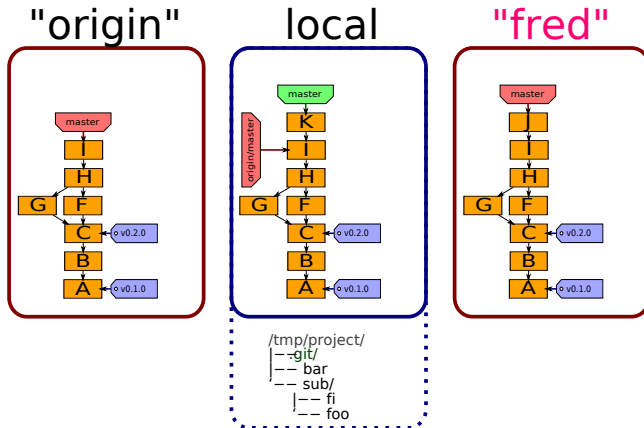 "origin"
master
I
H
G
F
C
v0.2.0
B
A
v0.1.0
local
master
K
origin/master
I
H
G
F
C
v0.2.0
B
A
v0.1.0
/tmp/project/
|−− .git/
|−− bar
`−− sub/
|−− fi
`−− foo
"fred"
master
J
I
H
G
F
C
v0.2.0
B
A
v0.1.0